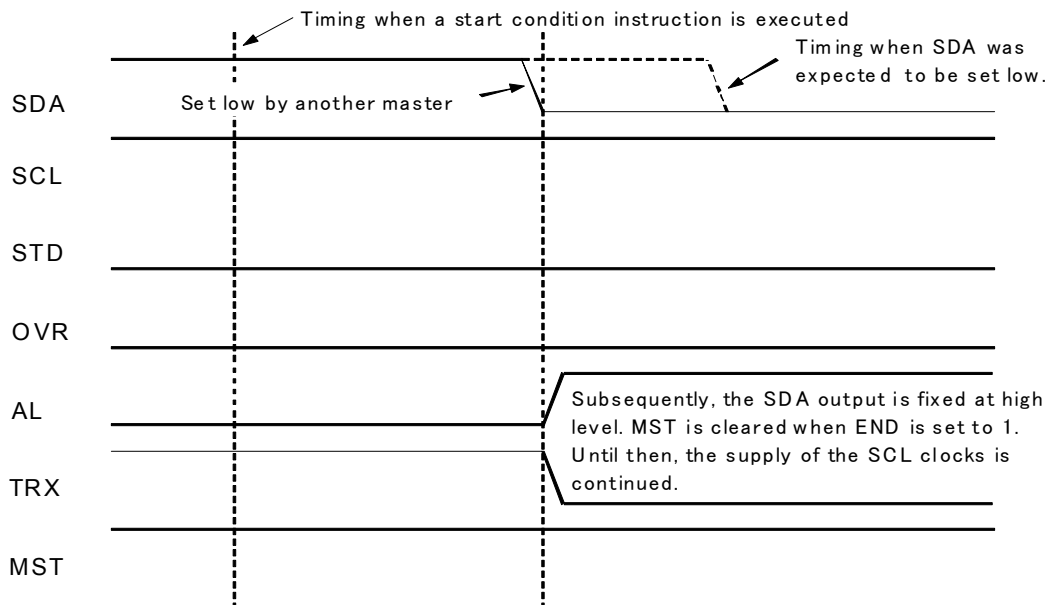 Timing when a start condition instruction is executed
Timing when SDA was
expected to be set low.
SDA
Set low by another master
SCL
STD
OVR
AL
Subsequently, the SDA output is fixed at high
level. MST is cleared when END is set to 1.
Until then, the supply of the SCL clocks is
continued.
TRX
MST